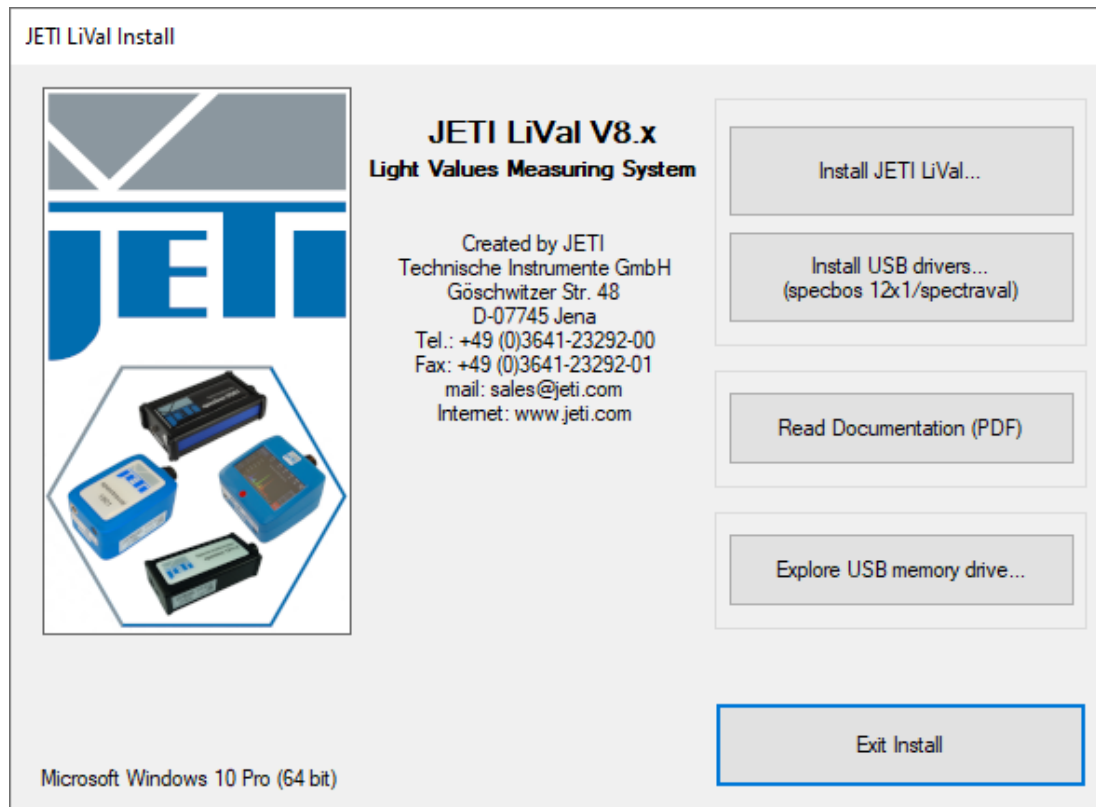 JETI LiVal Install
JETI
JETI LiVal V8.x
Light Values Measuring System
Created by JETI
Technische Instrumente GmbH
Göschwitzer Str. 48
D-07745 Jena
Tel.: +49 (0)3641-23292-00
Fax: +49 (0)3641-23292-01
mail: sales@jeti.com
Internet: www.jeti.com
Install JETI LiVal...
Install USB drivers...
(specbos 12x1/spectraval)
Read Documentation (PDF)
Explore USB memory drive...
Exit Install
Microsoft Windows 10 Pro (64 bit)